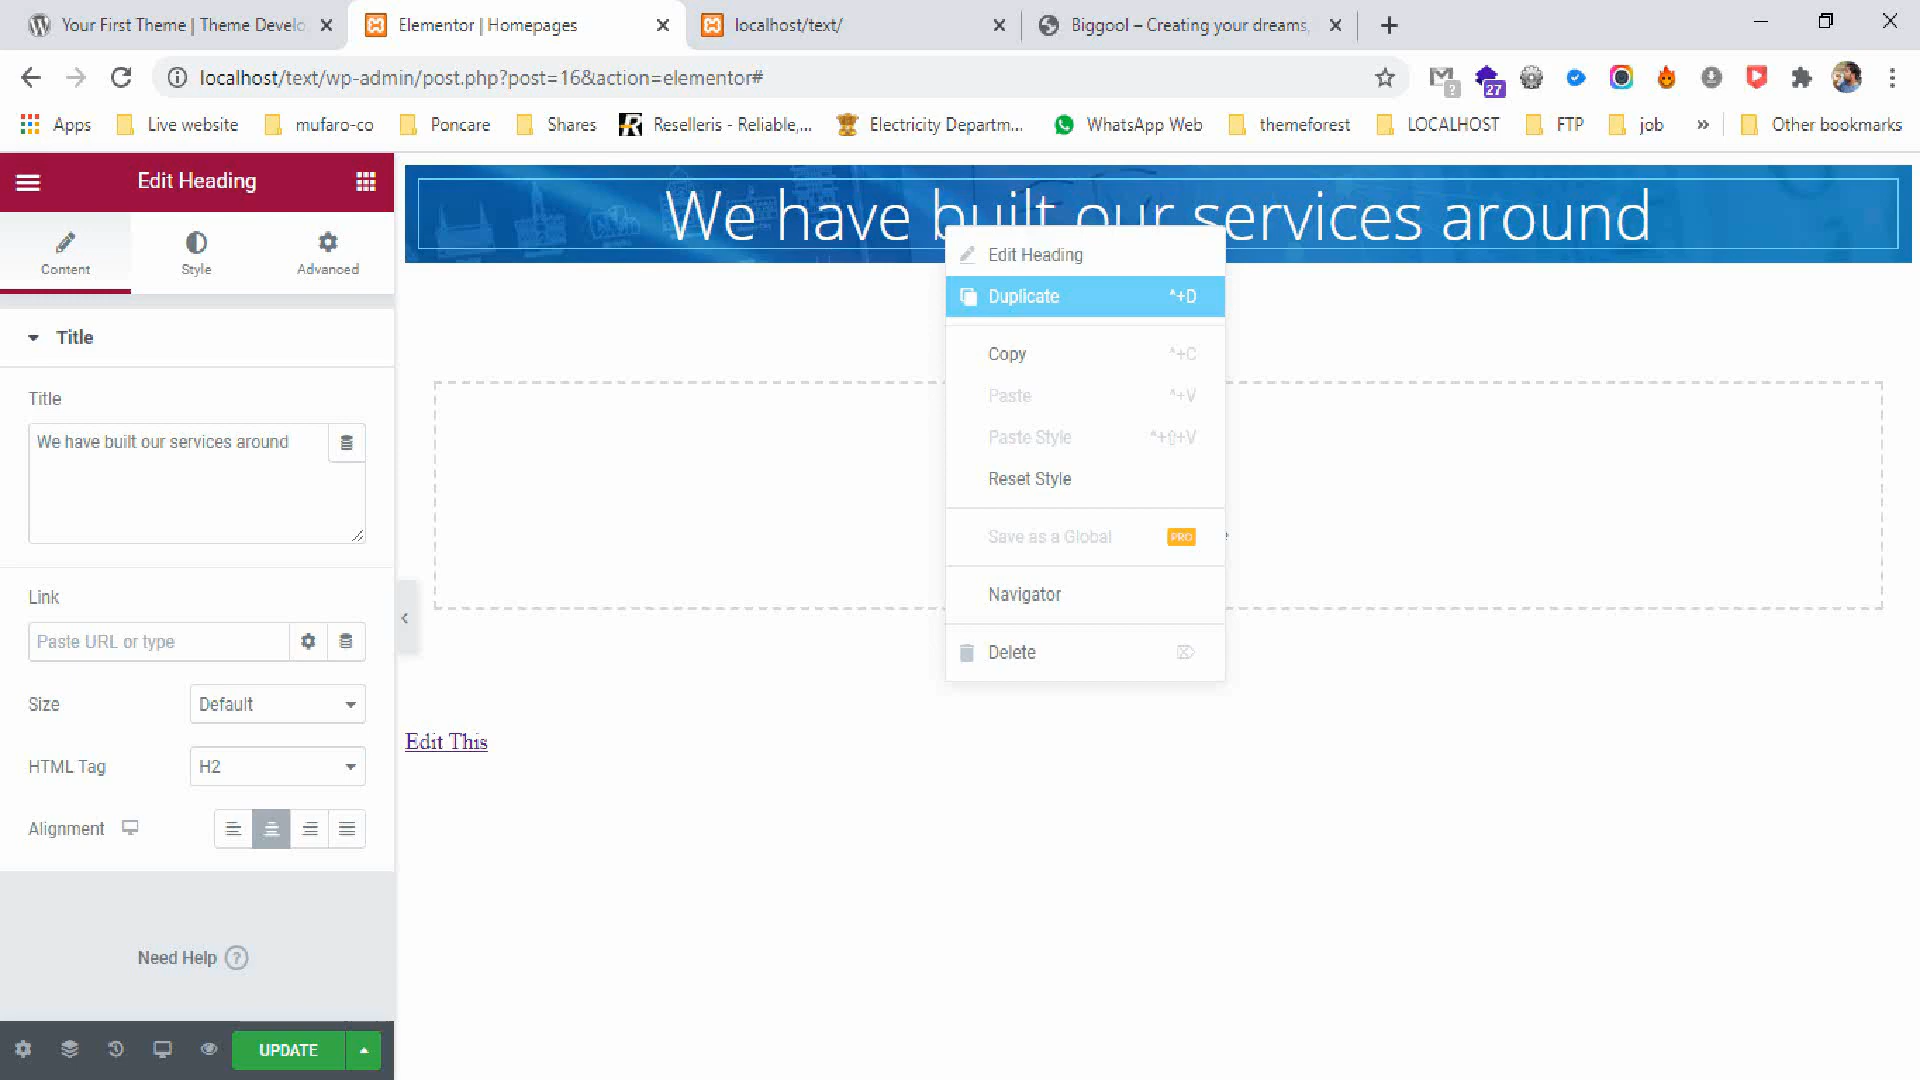 Your First Theme | Theme Develo
Elementor | Homepages
localhost/text/
Biggool – Creating your dreams,
localhost/text/wp-admin/post.php?post=16&action=elementor#
?
27
Apps
Live website
mufaro-co
Poncare
Shares
Reselleris - Reliable,...
Electricity Departm...
WhatsApp Web
themeforest
LOCALHOST
FTP
job
»
Other bookmarks
Edit Heading
Content
Style
Advanced
Title
Title
We have built our services around
Link
Paste URL or type
Size
Default
HTML Tag
H2
Alignment
Need Help ?
UPDATE
We have built our services around
Edit Heading
Duplicate ^+D
Copy ^+C
Paste ^+V
Paste Style ^+⇧+V
Reset Style
Save as a Global PRO
Navigator
Delete ⌦
Edit This